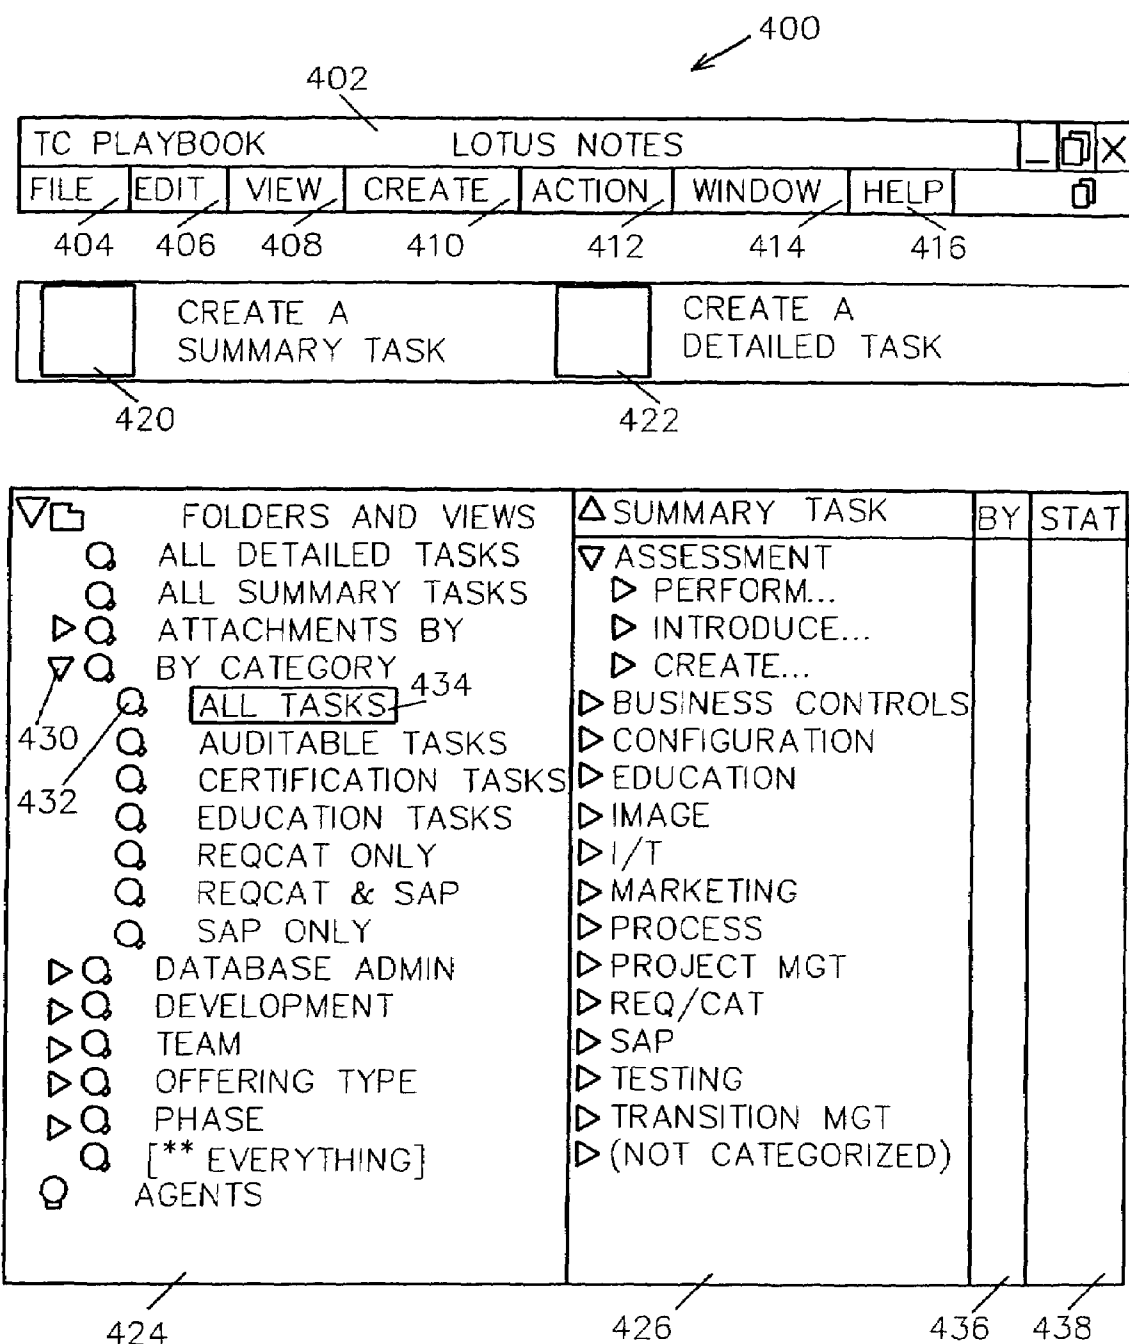 400
402
TC PLAYBOOK LOTUS NOTES
FILE EDIT VIEW CREATE ACTION WINDOW HELP
404 406 408 410 412 414 416
CREATE A
SUMMARY TASK
CREATE A
DETAILED TASK
420 422
FOLDERS AND VIEWS
ALL DETAILED TASKS
ALL SUMMARY TASKS
ATTACHMENTS BY
BY CATEGORY
434
ALL TASKS
430
AUDITABLE TASKS
CERTIFICATION TASKS
432
EDUCATION TASKS
REQCAT ONLY
REQCAT & SAP
SAP ONLY
DATABASE ADMIN
DEVELOPMENT
TEAM
OFFERING TYPE
PHASE
[** EVERYTHING]
AGENTS
SUMMARY TASK BY STAT
ASSESSMENT
PERFORM...
INTRODUCE...
CREATE...
BUSINESS CONTROLS
CONFIGURATION
EDUCATION
IMAGE
I/T
MARKETING
PROCESS
PROJECT MGT
REQ/CAT
SAP
TESTING
TRANSITION MGT
(NOT CATEGORIZED)
424 426 436 438